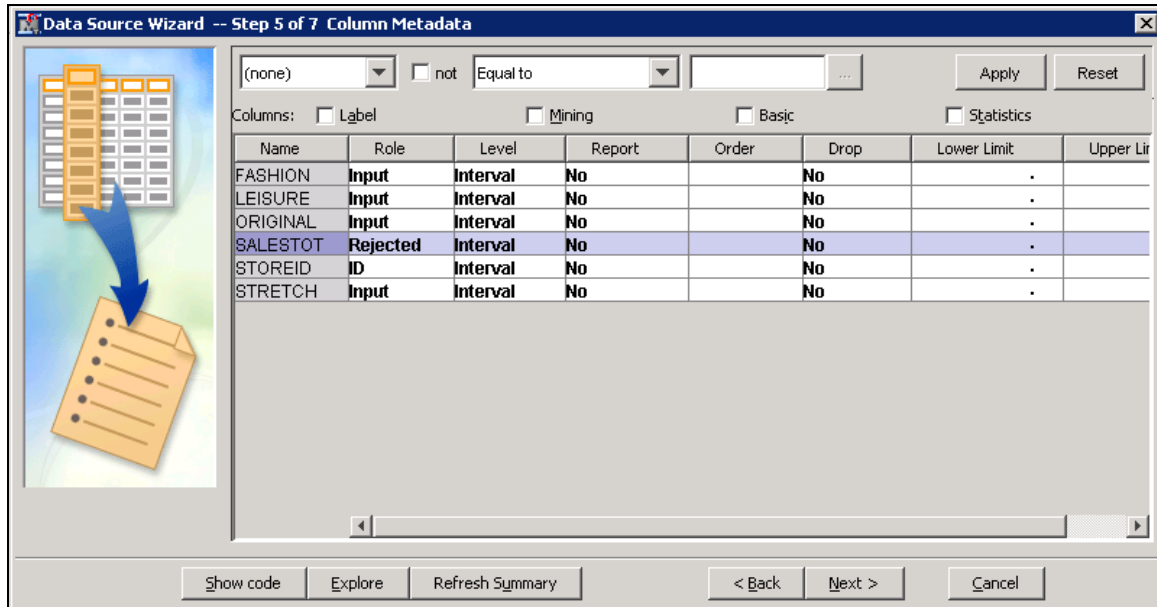 Data Source Wizard -- Step 5 of 7 Column Metadata
(none) not Equal to ... Apply Reset
Columns: Label Mining Basic Statistics
Name Role Level Report Order Drop Lower Limit Upper Lir
FASHION Input Interval No No .
LEISURE Input Interval No No .
ORIGINAL Input Interval No No .
SALESTOT Rejected Interval No No .
STOREID ID Interval No No .
STRETCH Input Interval No No .
Show code Explore Refresh Summary < Back Next > Cancel